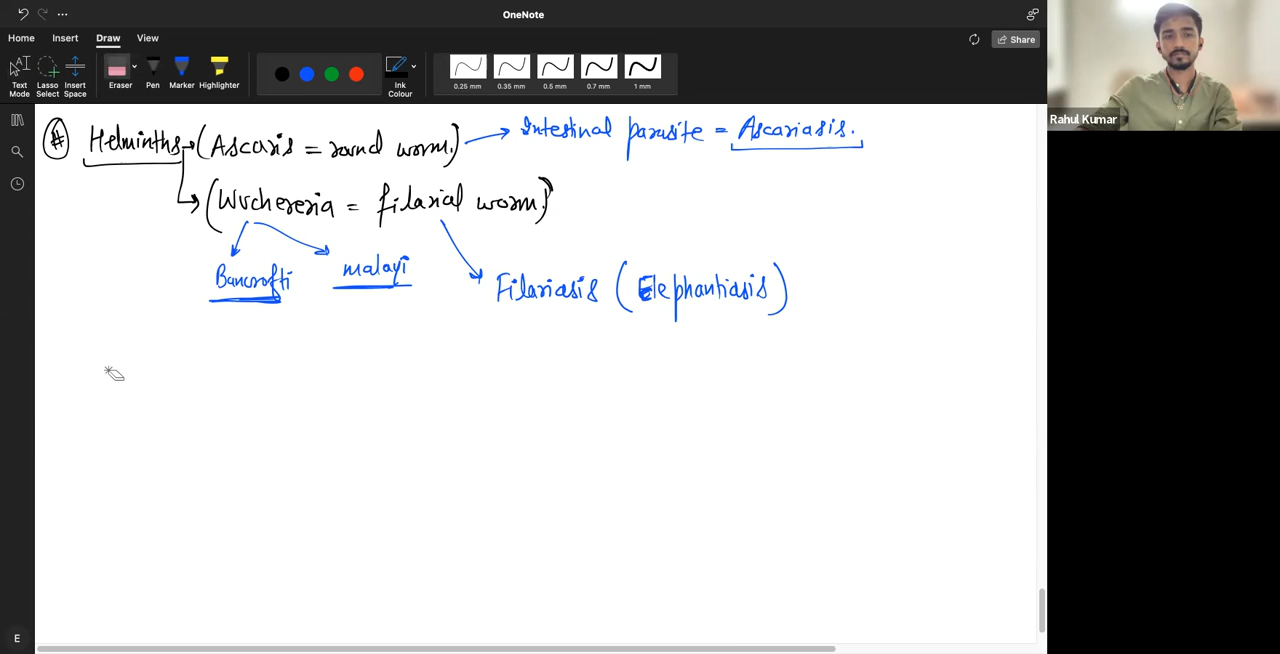 OneNote
Home Insert Draw View
Share
Text Mode Lasso Select Insert Space Eraser Pen Marker Highlighter Ink Colour 0.25 mm 0.35 mm 0.5 mm 0.7 mm 1 mm
Rahul Kumar
# Helminths → (Ascaris = round worm.) → Intestinal parasite = Ascariasis.
→ (Wuchereria = filarial worm)
Bancrofti malayi Filariasis (Elephantiasis)
E